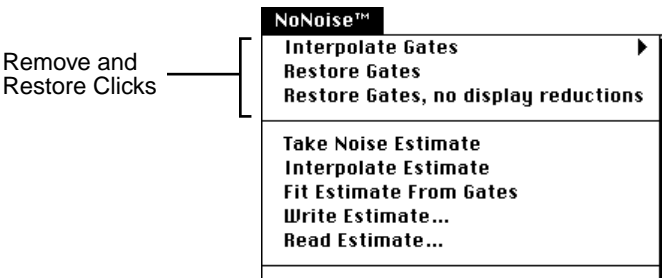 NoNoise™
Remove and
Restore Clicks
Interpolate Gates
Restore Gates
Restore Gates, no display reductions
Take Noise Estimate
Interpolate Estimate
Fit Estimate From Gates
Write Estimate...
Read Estimate...